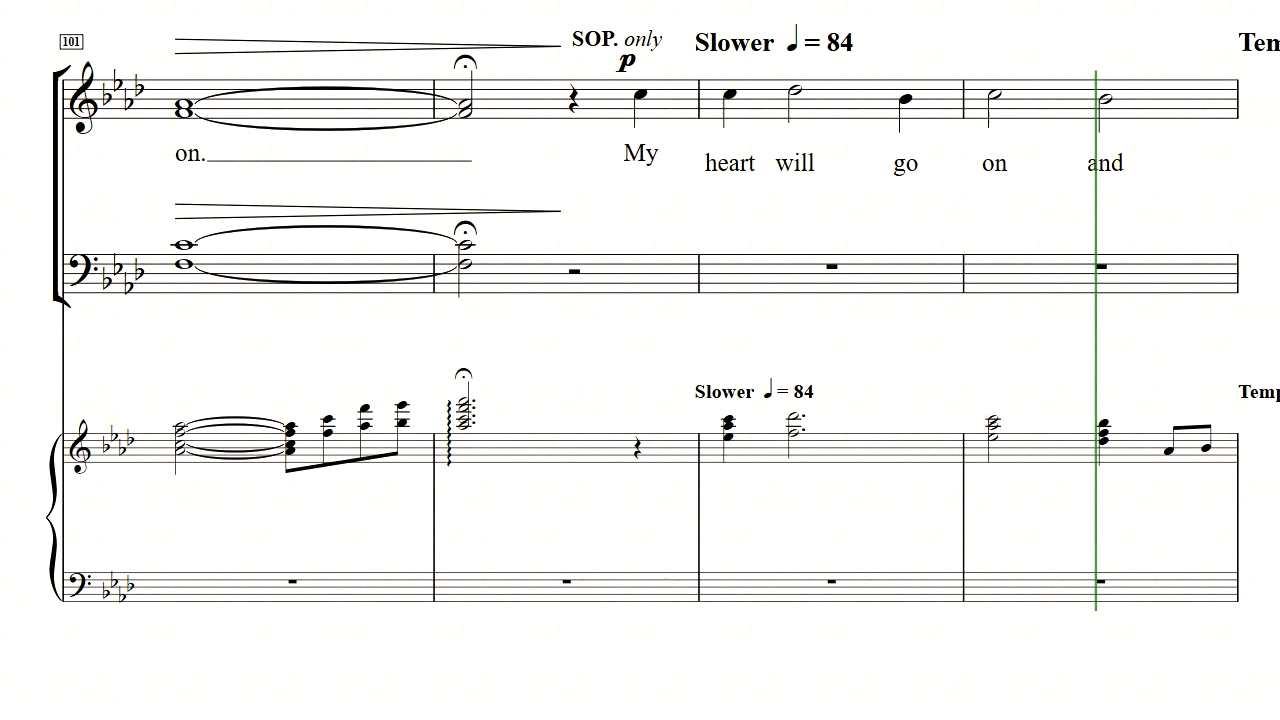 101
SOP. only
Slower ♩ = 84
Tem
p
on.
My
heart will go on and
Slower ♩ = 84
Temp